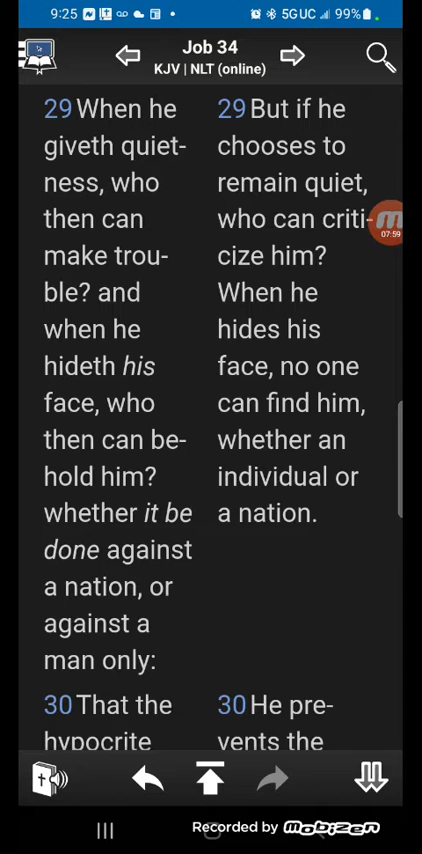 9:25 5GUC 99%
Job 34
KJV | NLT (online)
29 When he
giveth quiet-
ness, who
then can
make trou-
ble? and
when he
hideth his
face, who
then can be-
hold him?
whether it be
done against
a nation, or
against a
man only:
30 That the
hypocrite
29 But if he
chooses to
remain quiet,
who can criti-
cize him?
When he
hides his
face, no one
can find him,
whether an
individual or
a nation.
30 He pre-
vents the
07:59
Recorded by mobizen